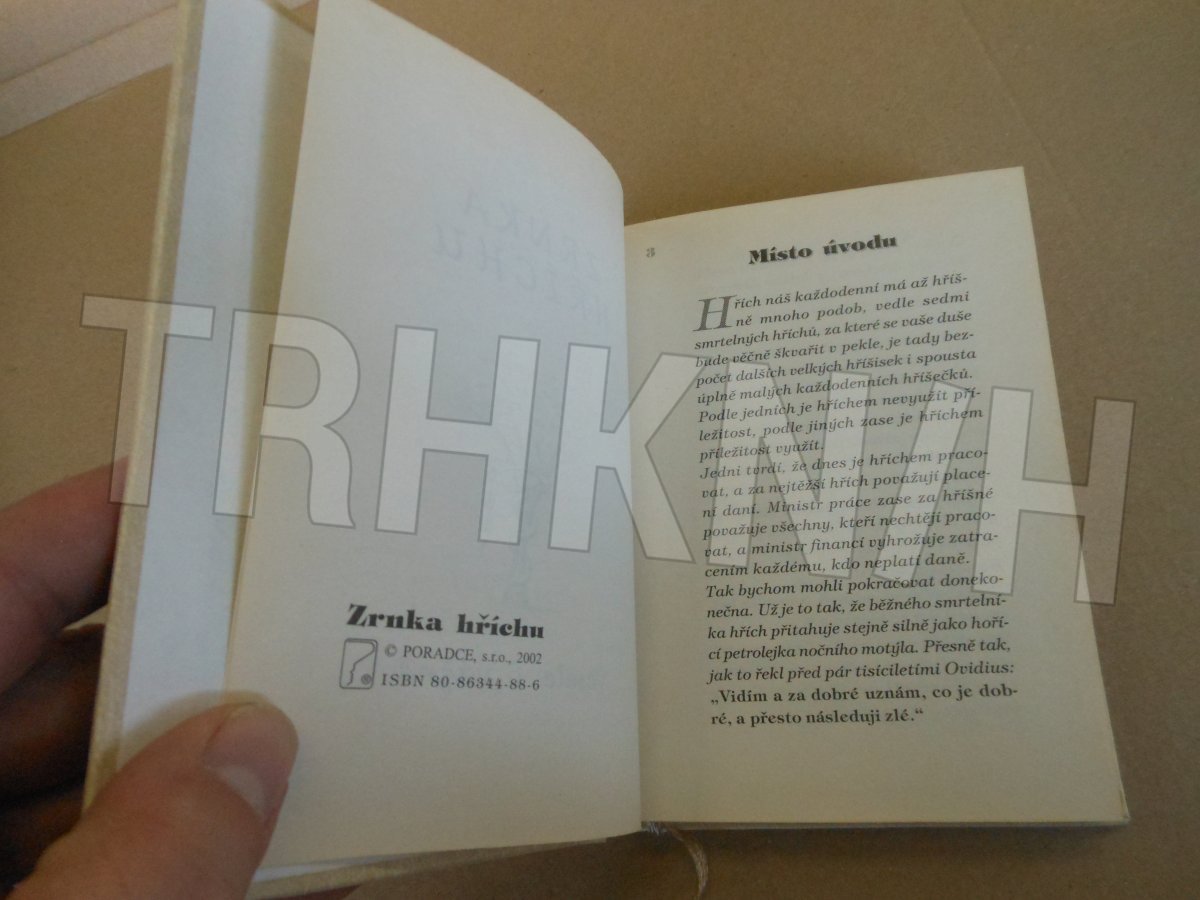 Zrnka hříchu
© PORADCE, s.r.o., 2002
ISBN 80-86344-88-6
3
Místo úvodu
Hřích náš každodenní má až hříš-
ně mnoho podob, vedle sedmi
smrtelných hříchů, za které se vaše duše
bude věčně škvařit v pekle, je tady bez-
počet dalších velkých hříšisek i spousta
úplně malých každodenních hříšečků.
Podle jedních je hříchem nevyužít pří-
ležitost, podle jiných zase je hříchem
příležitost využít.
Jedni tvrdí, že dnes je hříchem praco-
vat, a za nejtěžší hřích považují place-
ní daní. Ministr práce zase za hříšné
považuje všechny, kteří nechtějí praco-
vat, a ministr financí vyhrožuje zatra-
cením každému, kdo neplatí daně.
Tak bychom mohli pokračovat doneko-
nečna. Už je to tak, že běžného smrtelní-
ka hřích přitahuje stejně silně jako hoří-
cí petrolejka nočního motýla. Přesně tak,
jak to řekl před pár tisíciletími Ovidius:
„Vidím a za dobré uznám, co je dob-
ré, a přesto následuji zlé.“
TRHKNIH